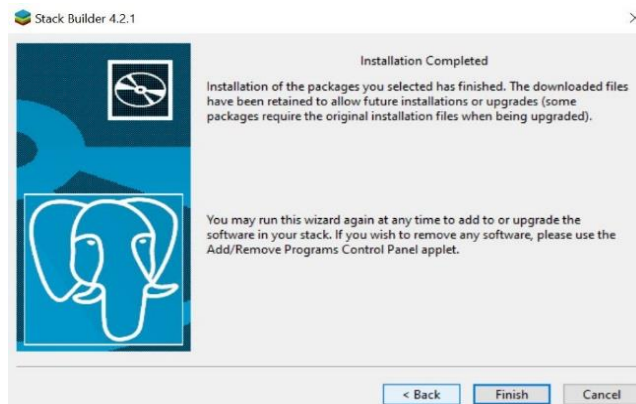 Stack Builder 4.2.1
Installation Completed
Installation of the packages you selected has finished. The downloaded files
have been retained to allow future installations or upgrades (some
packages require the original installation files when being upgraded).
You may run this wizard again at any time to add to or upgrade the
software in your stack. If you wish to remove any software, please use the
Add/Remove Programs Control Panel applet.
< Back
Finish
Cancel